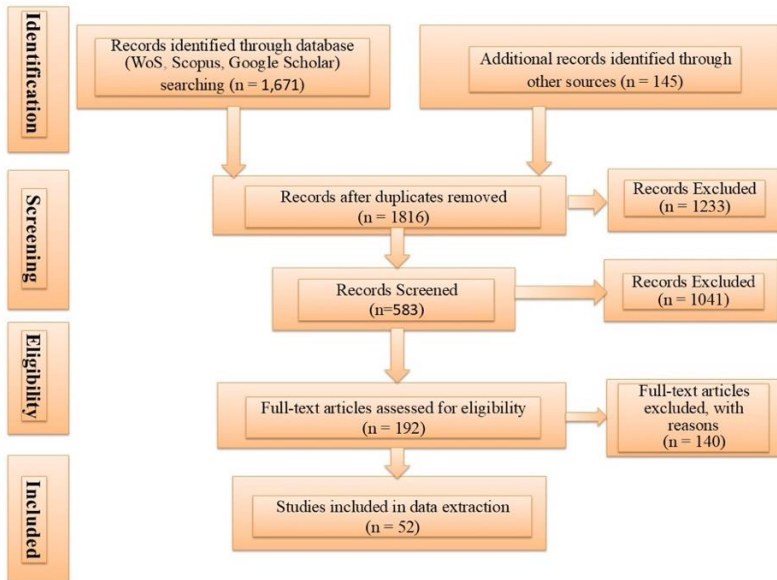 Identification
Records identified through database
(WoS, Scopus, Google Scholar)
searching (n = 1,671)
Additional records identified through
other sources (n = 145)
Screening
Records after duplicates removed
(n = 1816)
Records Excluded
(n = 1233)
Records Screened
(n=583)
Records Excluded
(n = 1041)
Eligibility
Full-text articles assessed for eligibility
(n = 192)
Full-text articles
excluded, with
reasons
(n = 140)
Included
Studies included in data extraction
(n = 52)